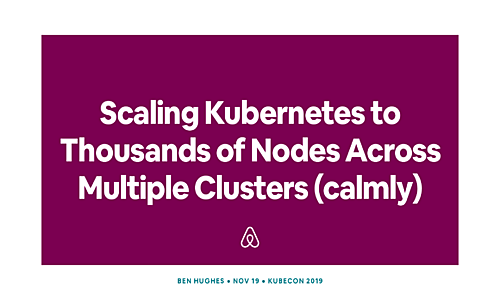 Scaling Kubernetes to
Thousands of Nodes Across
Multiple Clusters (calmly)
BEN HUGHES • NOV 19 • KUBECON 2019